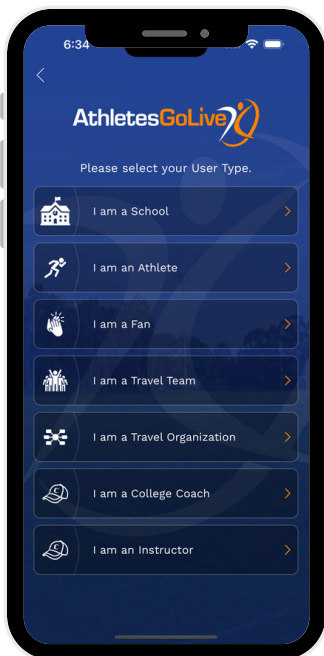 6:34
AthletesGoLive
Please select your User Type.
I am a School
I am an Athlete
I am a Fan
I am a Travel Team
I am a Travel Organization
C
I am a College Coach
C
I am an Instructor